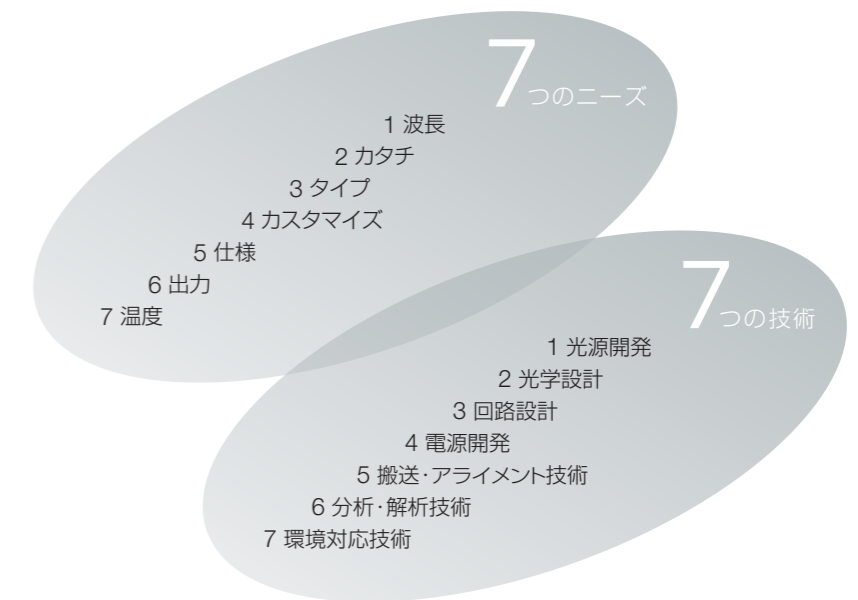 7つのニーズ
1 波長
2 カタチ
3 タイプ
4 カスタマイズ
5 仕様
6 出力
7 温度
7つの技術
1 光源開発
2 光学設計
3 回路設計
4 電源開発
5 搬送・アライメント技術
6 分析・解析技術
7 環境対応技術